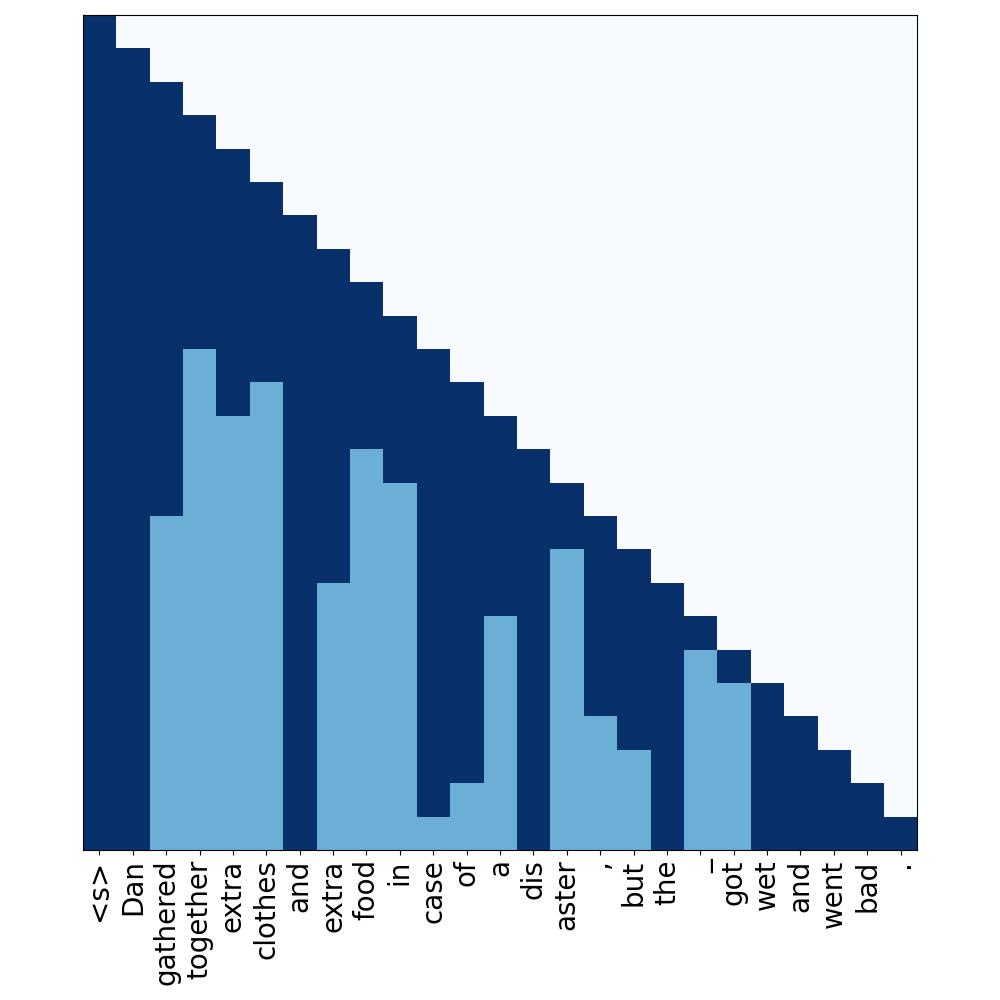 <s> Dan gathered together extra clothes and extra food in case of a dis aster , but the _ got wet and went bad .